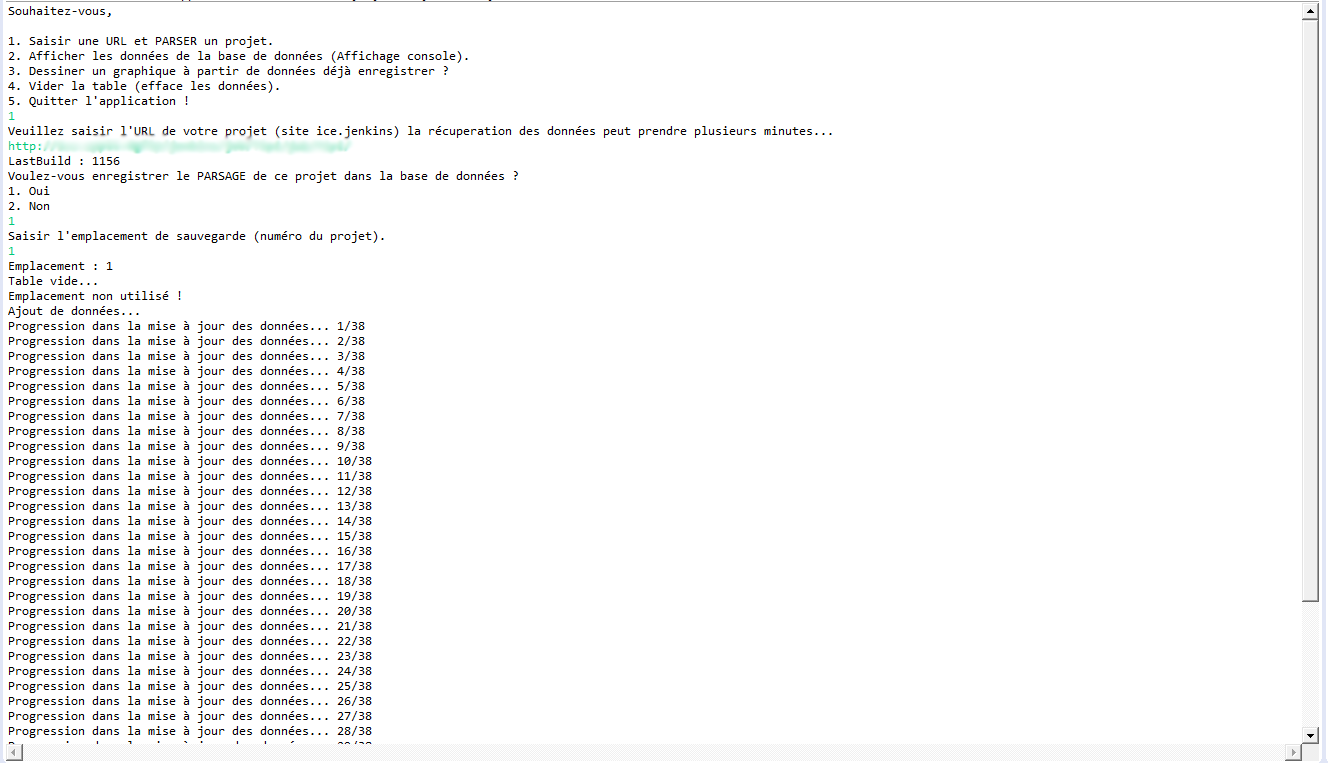 Souhaitez-vous,
1. Saisir une URL et PARSER un projet.
2. Afficher les données de la base de données (Affichage console).
3. Dessiner un graphique à partir de données déjà enregistrer ?
4. Vider la table (efface les données).
5. Quitter l'application !
1
Veuillez saisir l'URL de votre projet (site ice.jenkins) la récuperation des données peut prendre plusieurs minutes...
http:/
LastBuild : 1156
Voulez-vous enregistrer le PARSAGE de ce projet dans la base de données ?
1. Oui
2. Non
1
Saisir l'emplacement de sauvegarde (numéro du projet).
1
Emplacement : 1
Table vide...
Emplacement non utilisé !
Ajout de données...
Progression dans la mise à jour des données... 1/38
Progression dans la mise à jour des données... 2/38
Progression dans la mise à jour des données... 3/38
Progression dans la mise à jour des données... 4/38
Progression dans la mise à jour des données... 5/38
Progression dans la mise à jour des données... 6/38
Progression dans la mise à jour des données... 7/38
Progression dans la mise à jour des données... 8/38
Progression dans la mise à jour des données... 9/38
Progression dans la mise à jour des données... 10/38
Progression dans la mise à jour des données... 11/38
Progression dans la mise à jour des données... 12/38
Progression dans la mise à jour des données... 13/38
Progression dans la mise à jour des données... 14/38
Progression dans la mise à jour des données... 15/38
Progression dans la mise à jour des données... 16/38
Progression dans la mise à jour des données... 17/38
Progression dans la mise à jour des données... 18/38
Progression dans la mise à jour des données... 19/38
Progression dans la mise à jour des données... 20/38
Progression dans la mise à jour des données... 21/38
Progression dans la mise à jour des données... 22/38
Progression dans la mise à jour des données... 23/38
Progression dans la mise à jour des données... 24/38
Progression dans la mise à jour des données... 25/38
Progression dans la mise à jour des données... 26/38
Progression dans la mise à jour des données... 27/38
Progression dans la mise à jour des données... 28/38